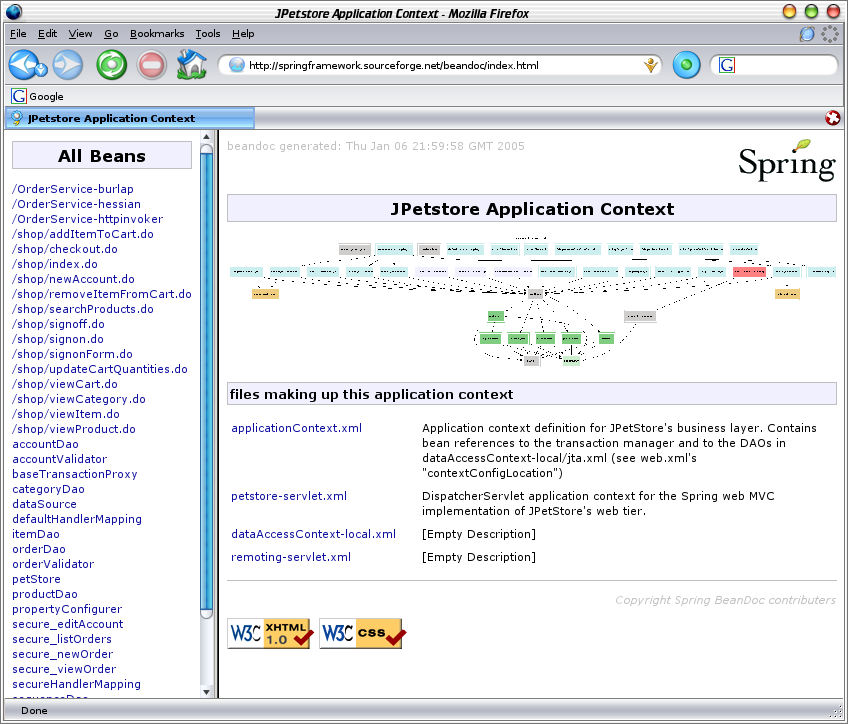 JPetstore Application Context - Mozilla Firefox
File Edit View Go Bookmarks Tools Help
http://springframework.sourceforge.net/beandoc/index.html
G
G Google
JPetstore Application Context
All Beans
/OrderService-burlap
/OrderService-hessian
/OrderService-httpinvoker
/shop/addItemToCart.do
/shop/checkout.do
/shop/index.do
/shop/newAccount.do
/shop/removeItemFromCart.do
/shop/searchProducts.do
/shop/signoff.do
/shop/signon.do
/shop/signonForm.do
/shop/updateCartQuantities.do
/shop/viewCart.do
/shop/viewCategory.do
/shop/viewItem.do
/shop/viewProduct.do
accountDao
accountValidator
baseTransactionProxy
categoryDao
dataSource
defaultHandlerMapping
itemDao
orderDao
orderValidator
petStore
productDao
propertyConfigurer
secure_editAccount
secure_listOrders
secure_newOrder
secure_viewOrder
secureHandlerMapping
sequenceDao
beandoc generated: Thu Jan 06 21:59:58 GMT 2005
Spring
JPetstore Application Context
files making up this application context
applicationContext.xml
Application context definition for JPetStore's business layer. Contains
bean references to the transaction manager and to the DAOs in
dataAccessContext-local/jta.xml (see web.xml's
"contextConfigLocation")
petstore-servlet.xml
DispatcherServlet application context for the Spring web MVC
implementation of JPetStore's web tier.
dataAccessContext-local.xml [Empty Description]
remoting-servlet.xml [Empty Description]
Copyright Spring BeanDoc contributers
W3C XHTML 1.0
W3C CSS
Done